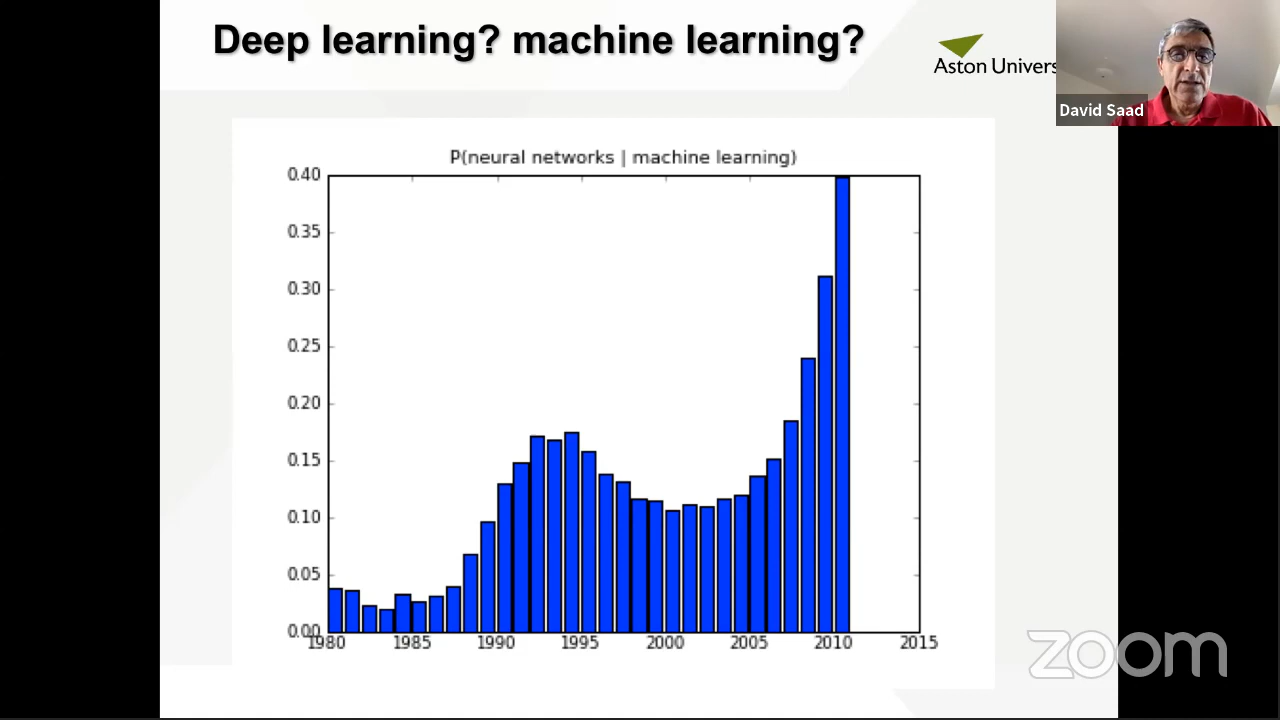 Deep learning? machine learning?
Aston Univers
David Saad
P(neural networks | machine learning)
0.40
0.35
0.30
0.25
0.20
0.15
0.10
0.05
0.00
1980 1985 1990 1995 2000 2005 2010 2015
zoom